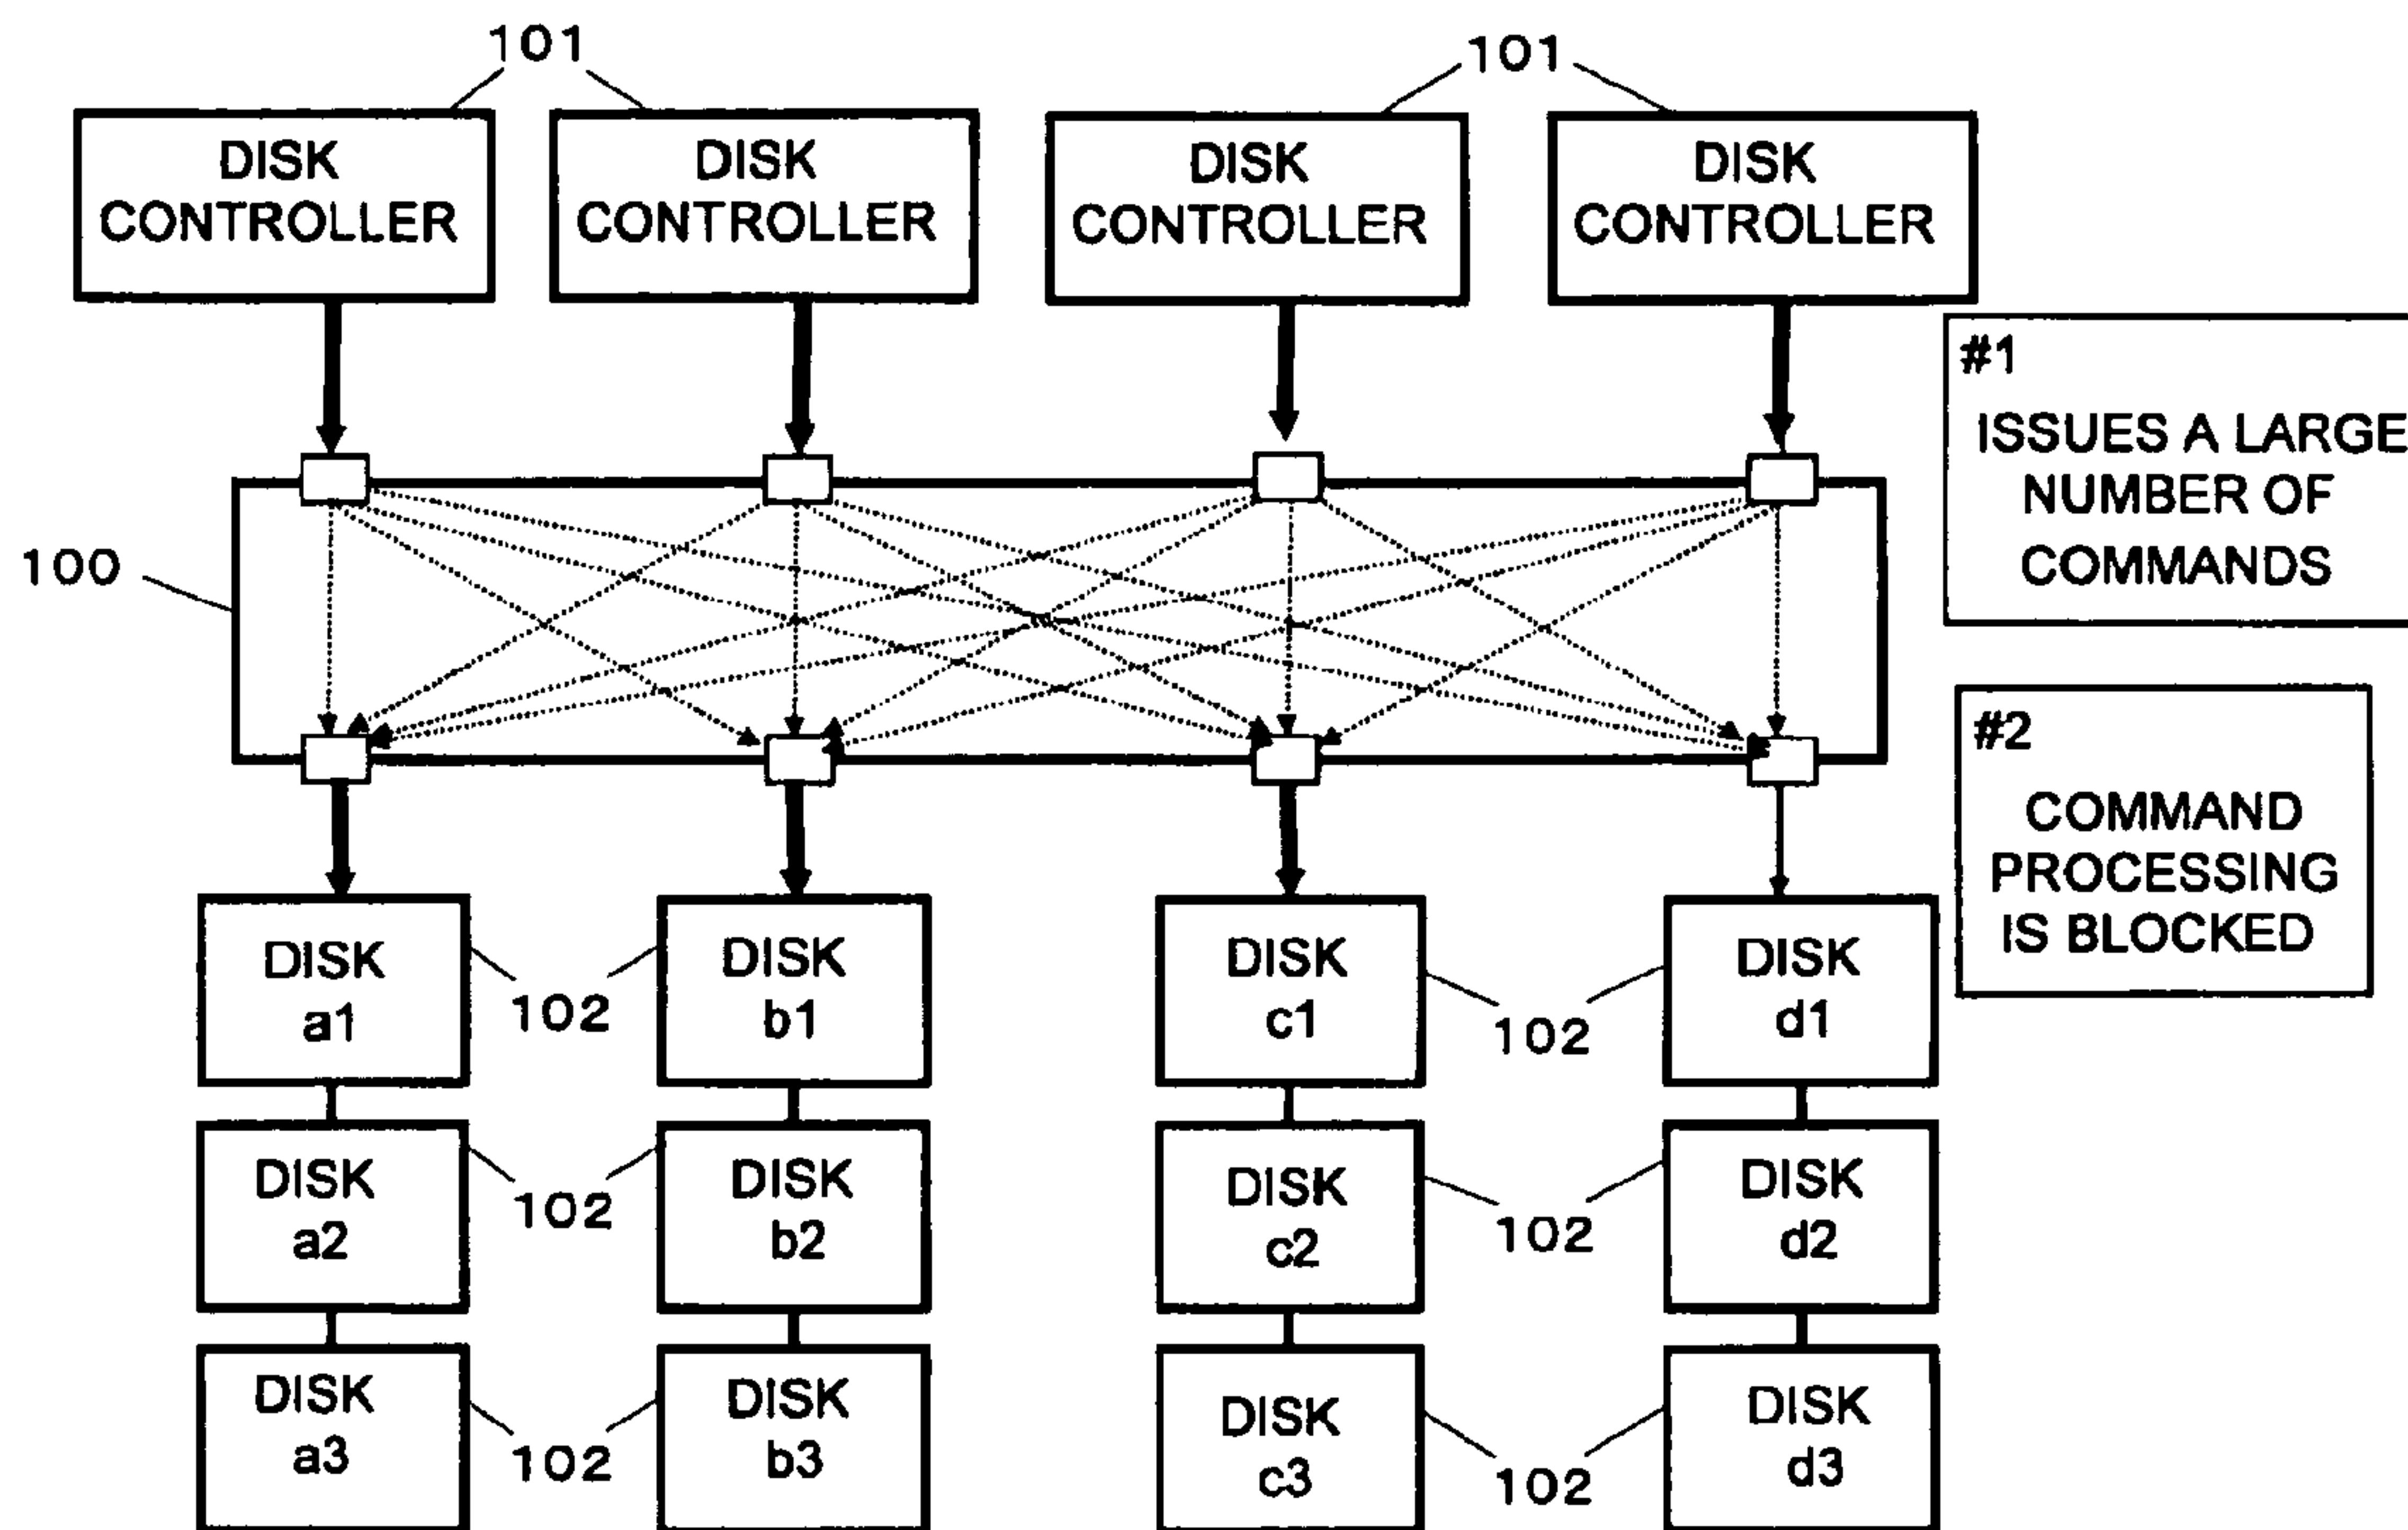 101
101
DISK
CONTROLLER
DISK
CONTROLLER
DISK
CONTROLLER
DISK
CONTROLLER
#1
ISSUES A LARGE
NUMBER OF
COMMANDS
100
#2
COMMAND
PROCESSING
IS BLOCKED
DISK
a1
102
DISK
b1
DISK
c1
102
DISK
d1
DISK
a2
102
DISK
b2
DISK
c2
102
DISK
d2
DISK
a3
102
DISK
b3
DISK
c3
102
DISK
d3